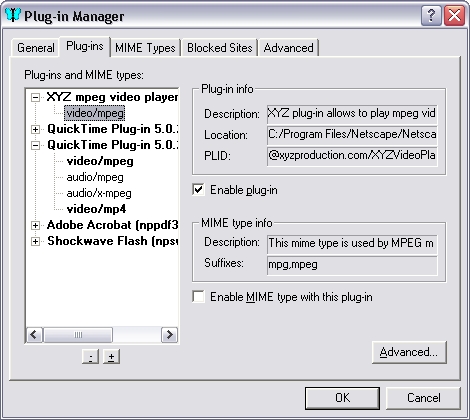 Plug-in Manager
General Plug-ins MIME Types Blocked Sites Advanced
Plug-ins and MIME types:
XYZ mpeg video player
video/mpeg
QuickTime Plug-in 5.0.
QuickTime Plug-in 5.0.
video/mpeg
audio/mpeg
audio/x-mpeg
video/mp4
Adobe Acrobat (nppdf3
Shockwave Flash (nps
- +
Plug-in info
Description: XYZ plug-in allows to play mpeg vid
Location: C:/Program Files/Netscape/Netsca
PLID: @xyzproduction.com/XYZVideoPla
Enable plug-in
MIME type info
Description: This mime type is used by MPEG m
Suffixes: mpg,mpeg
Enable MIME type with this plug-in
Advanced...
OK Cancel